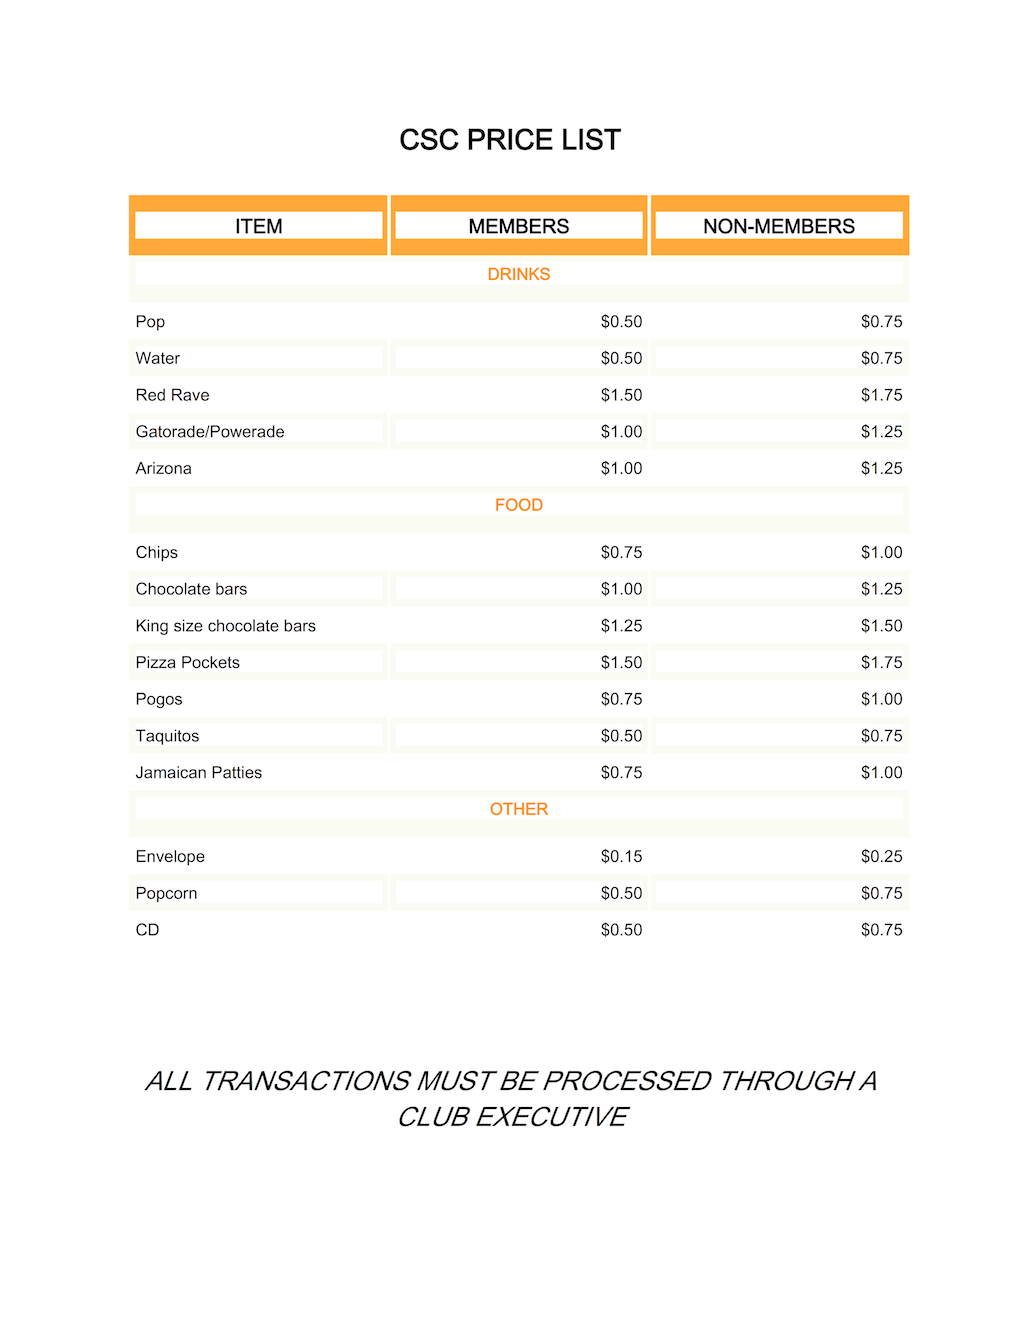 CSC PRICE LIST
ITEM MEMBERS NON-MEMBERS
DRINKS
Pop $0.50 $0.75
Water $0.50 $0.75
Red Rave $1.50 $1.75
Gatorade/Powerade $1.00 $1.25
Arizona $1.00 $1.25
FOOD
Chips $0.75 $1.00
Chocolate bars $1.00 $1.25
King size chocolate bars $1.25 $1.50
Pizza Pockets $1.50 $1.75
Pogos $0.75 $1.00
Taquitos $0.50 $0.75
Jamaican Patties $0.75 $1.00
OTHER
Envelope $0.15 $0.25
Popcorn $0.50 $0.75
CD $0.50 $0.75
ALL TRANSACTIONS MUST BE PROCESSED THROUGH A
CLUB EXECUTIVE